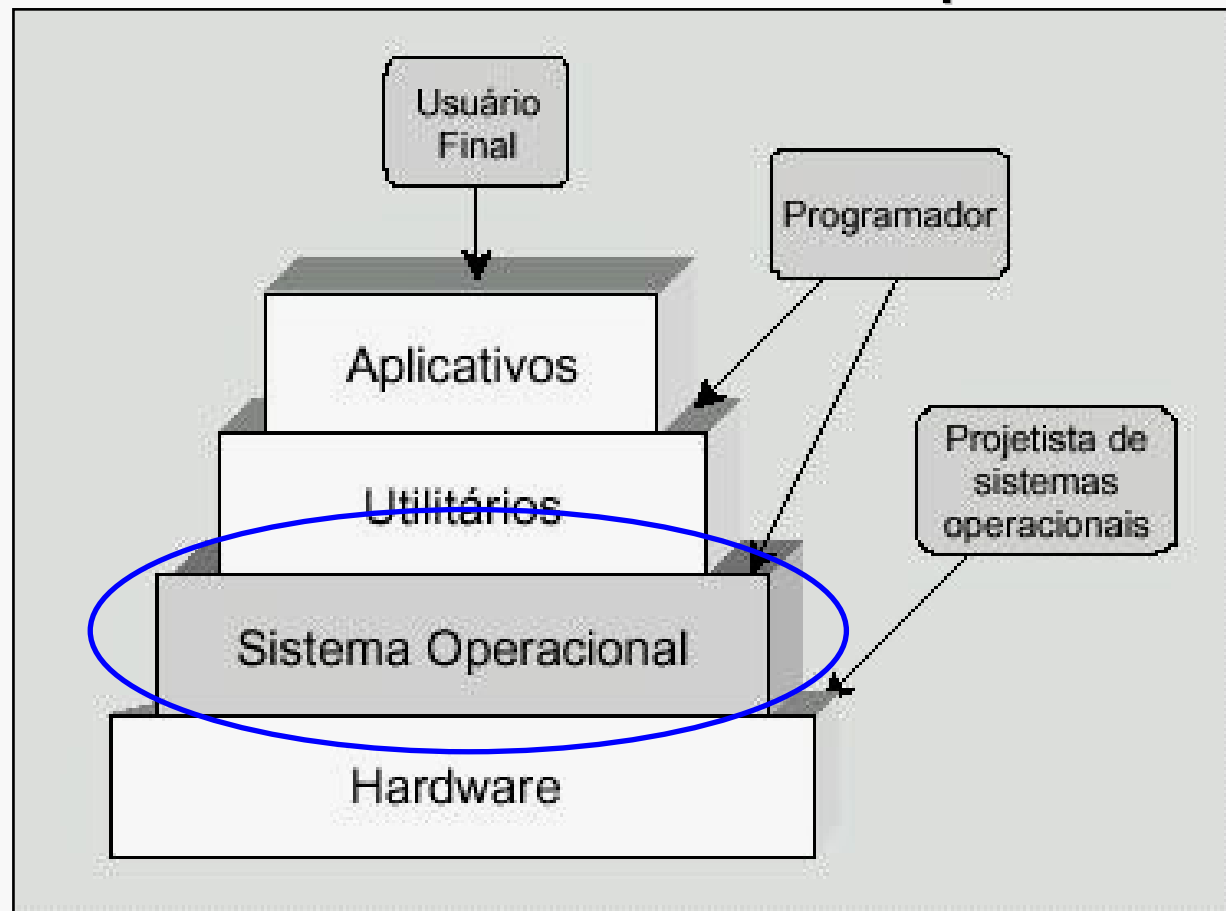 Usuário
Final
Programador
Aplicativos
Projetista de
sistemas
operacionais
Utilitários
Sistema Operacional
Hardware